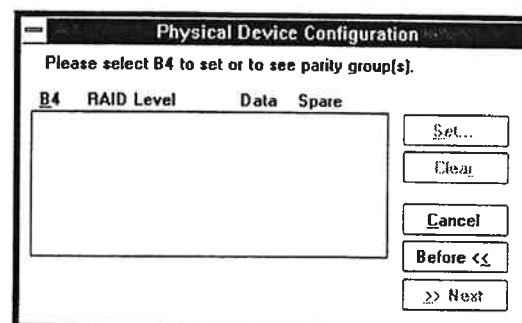 Physical Device Configuration
Please select B4 to set or to see parity group(s).
B4 RAID Level Data Spare
Set...
Clear
Cancel
Before <<
>> Next